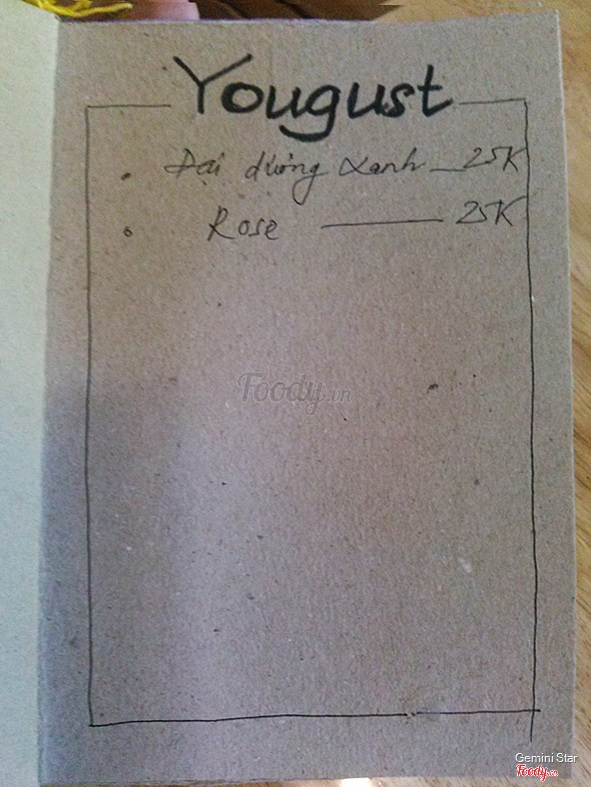 Yougust
Đại dương xanh 25K
Rose 25K
Foody.vn
Gemini Star
Foody.vn